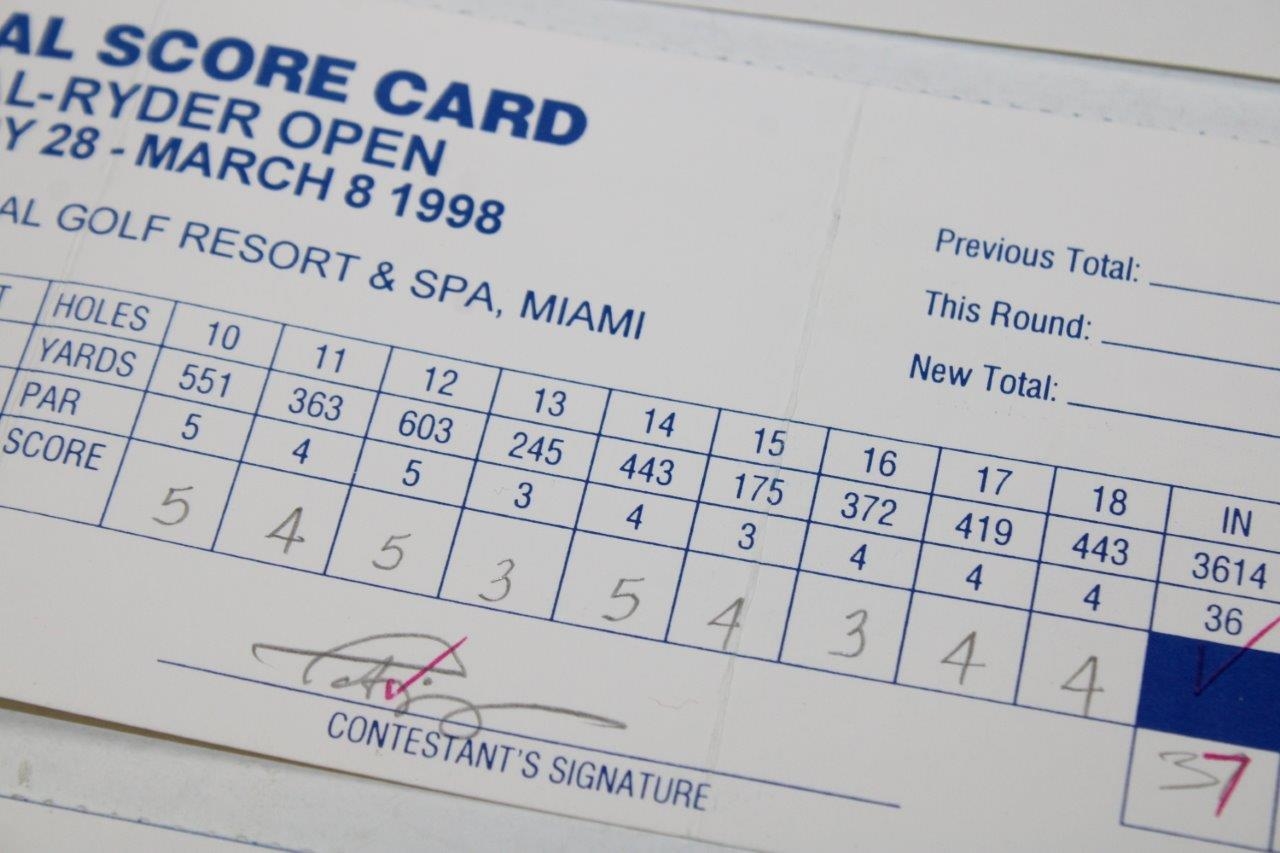 AL SCORE CARD
AL-RYDER OPEN
Y 28 - MARCH 8 1998
AL GOLF RESORT & SPA, MIAMI
Previous Total:
This Round:
New Total:
T HOLES 10 11 12 13 14 15 16 17 18 IN
YARDS 551 363 603 245 443 175 372 419 443 3614
PAR 5 4 5 3 4 3 4 4 4 36
SCORE 5 4 5 3 5 4 3 4 4
37
CONTESTANT'S SIGNATURE